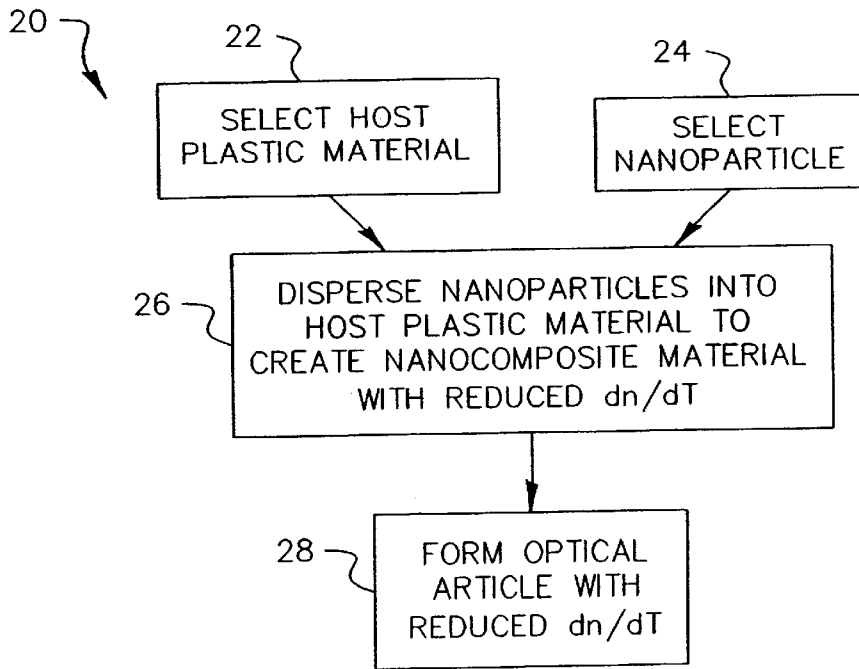 20
22
SELECT HOST
PLASTIC MATERIAL
24
SELECT
NANOPARTICLE
26
DISPERSE NANOPARTICLES INTO
HOST PLASTIC MATERIAL TO
CREATE NANOCOMPOSITE MATERIAL
WITH REDUCED dn/dT
28
FORM OPTICAL
ARTICLE WITH
REDUCED dn/dT